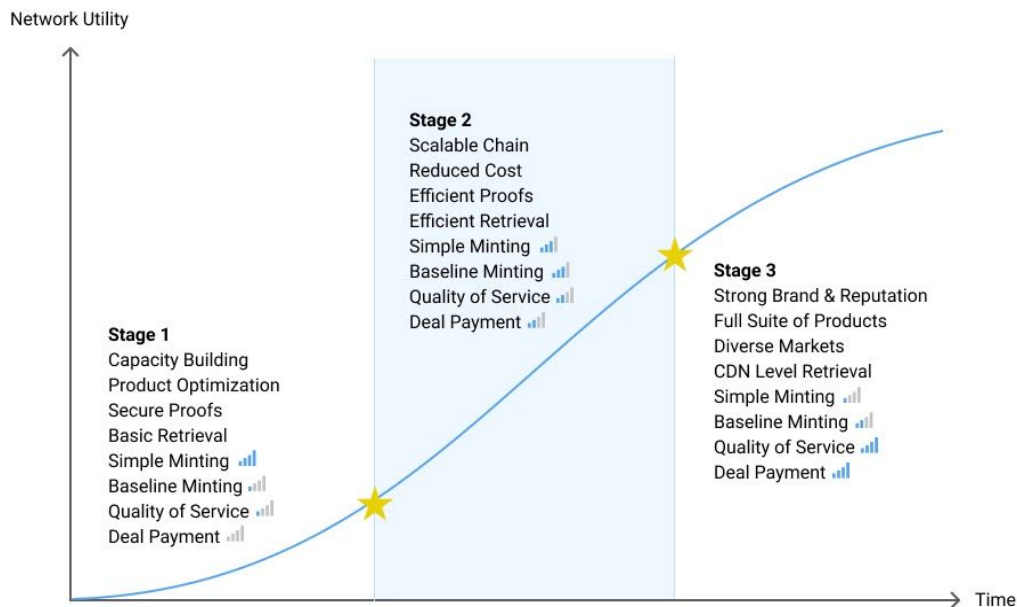 Network Utility
Stage 1
Capacity Building
Product Optimization
Secure Proofs
Basic Retrieval
Simple Minting
Baseline Minting
Quality of Service
Deal Payment
Stage 2
Scalable Chain
Reduced Cost
Efficient Proofs
Efficient Retrieval
Simple Minting
Baseline Minting
Quality of Service
Deal Payment
Stage 3
Strong Brand & Reputation
Full Suite of Products
Diverse Markets
CDN Level Retrieval
Simple Minting
Baseline Minting
Quality of Service
Deal Payment
Time